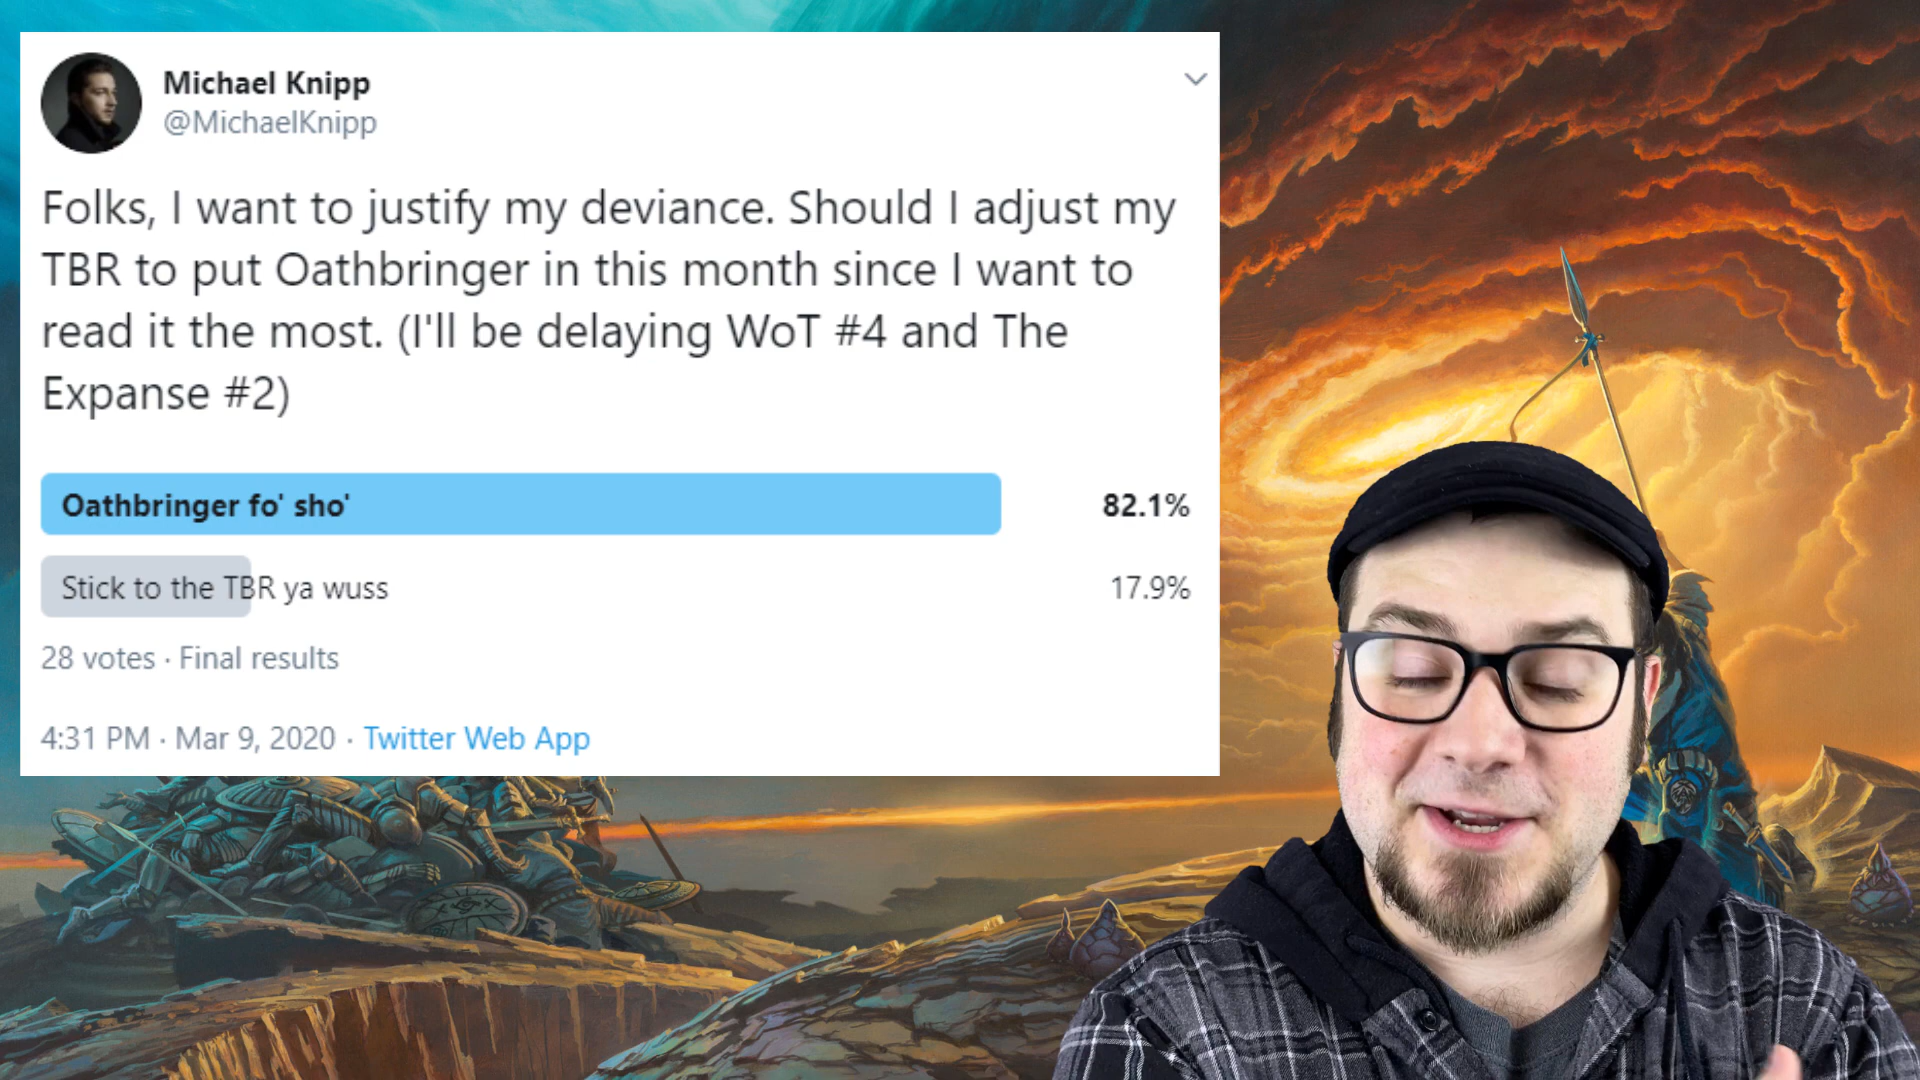 Michael Knipp
@MichaelKnipp
Folks, I want to justify my deviance. Should I adjust my
TBR to put Oathbringer in this month since I want to
read it the most. (I'll be delaying WoT #4 and The
Expanse #2)
Oathbringer fo' sho' 82.1%
Stick to the TBR ya wuss 17.9%
28 votes · Final results
4:31 PM · Mar 9, 2020 · Twitter Web App